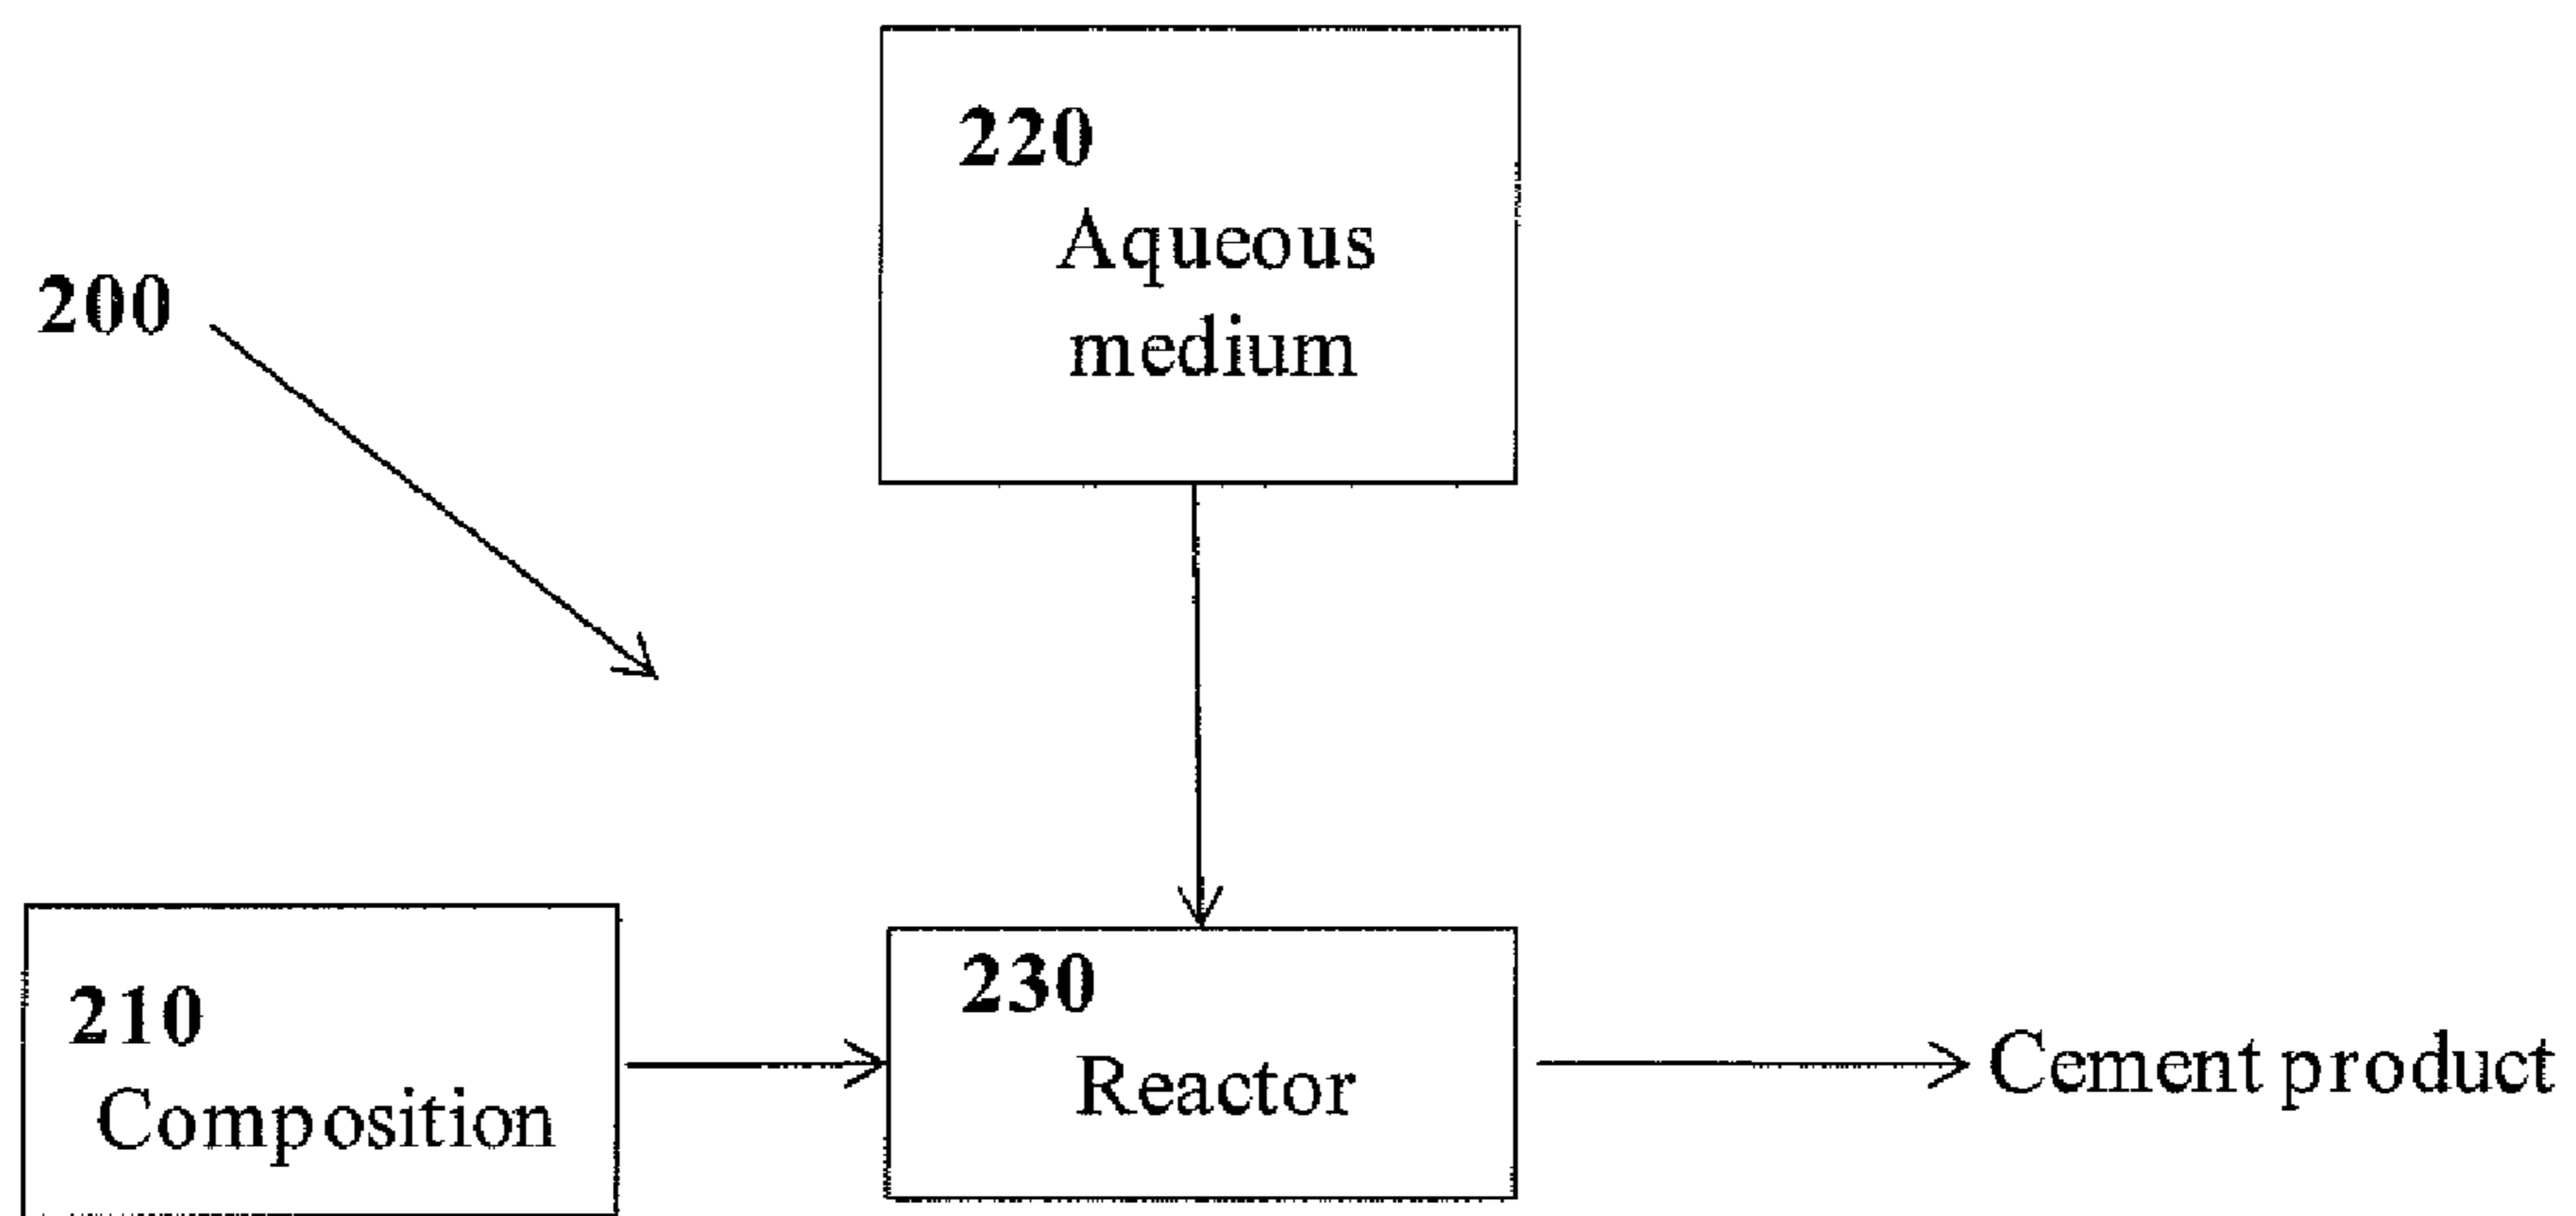 220
Aqueous
medium
200
210
Composition
230
Reactor
Cement product